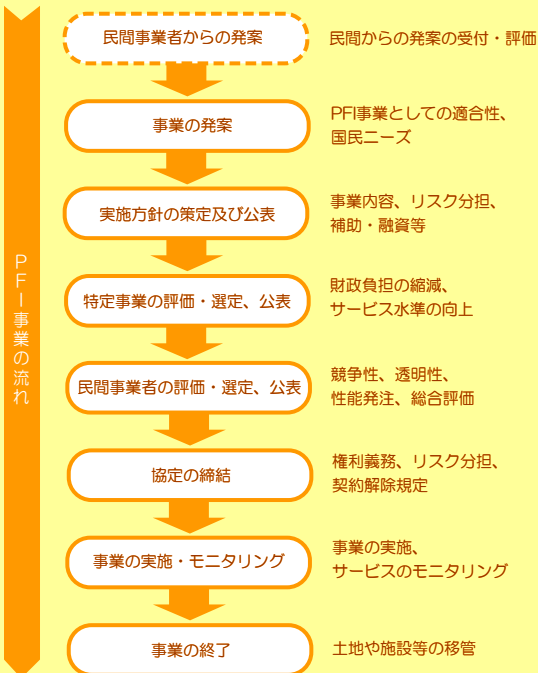 PFI事業の流れ
民間事業者からの発案
民間からの発案の受付・評価
事業の発案
PFI事業としての適合性、
国民ニーズ
実施方針の策定及び公表
事業内容、リスク分担、
補助・融資等
特定事業の評価・選定、公表
財政負担の縮減、
サービス水準の向上
民間事業者の評価・選定、公表
競争性、透明性、
性能発注、総合評価
協定の締結
権利義務、リスク分担、
契約解除規定
事業の実施・モニタリング
事業の実施、
サービスのモニタリング
事業の終了
土地や施設等の移管